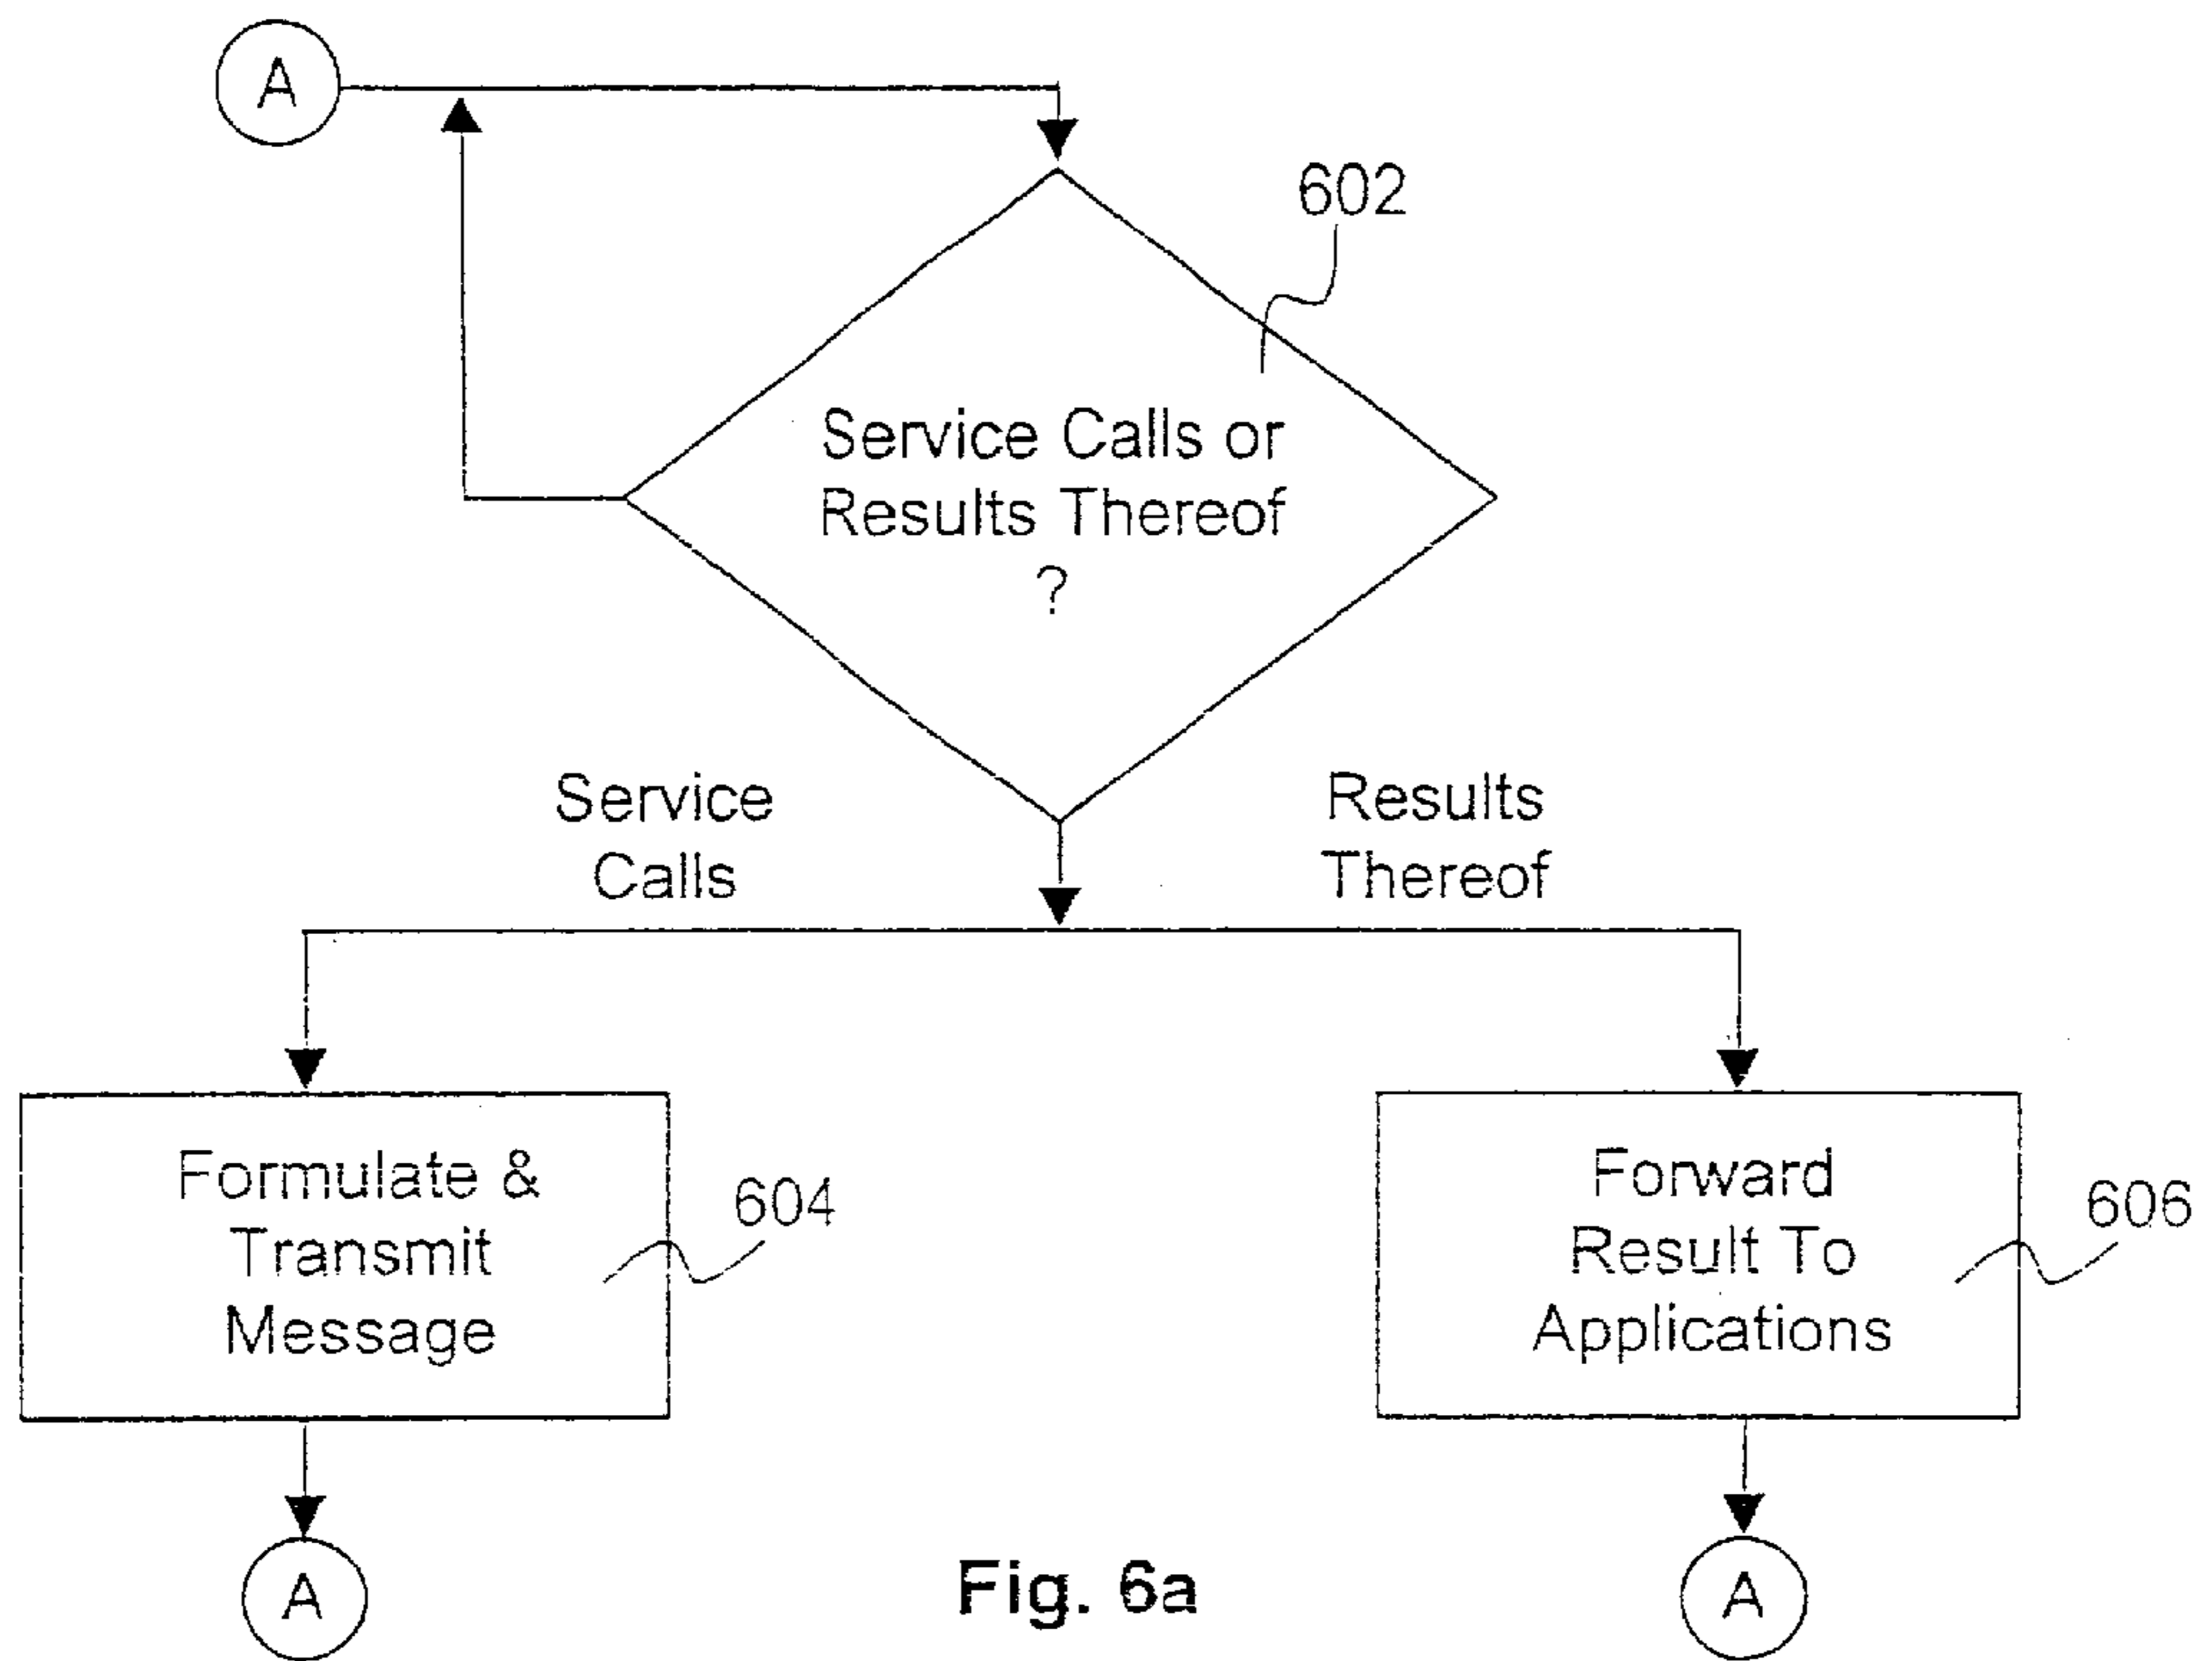 A
602
Service Calls or
Results Thereof
?
Service
Calls
Results
Thereof
Formulate &
Transmit
Message
604
Forward
Result To
Applications
606
A
Fig. 6a
A